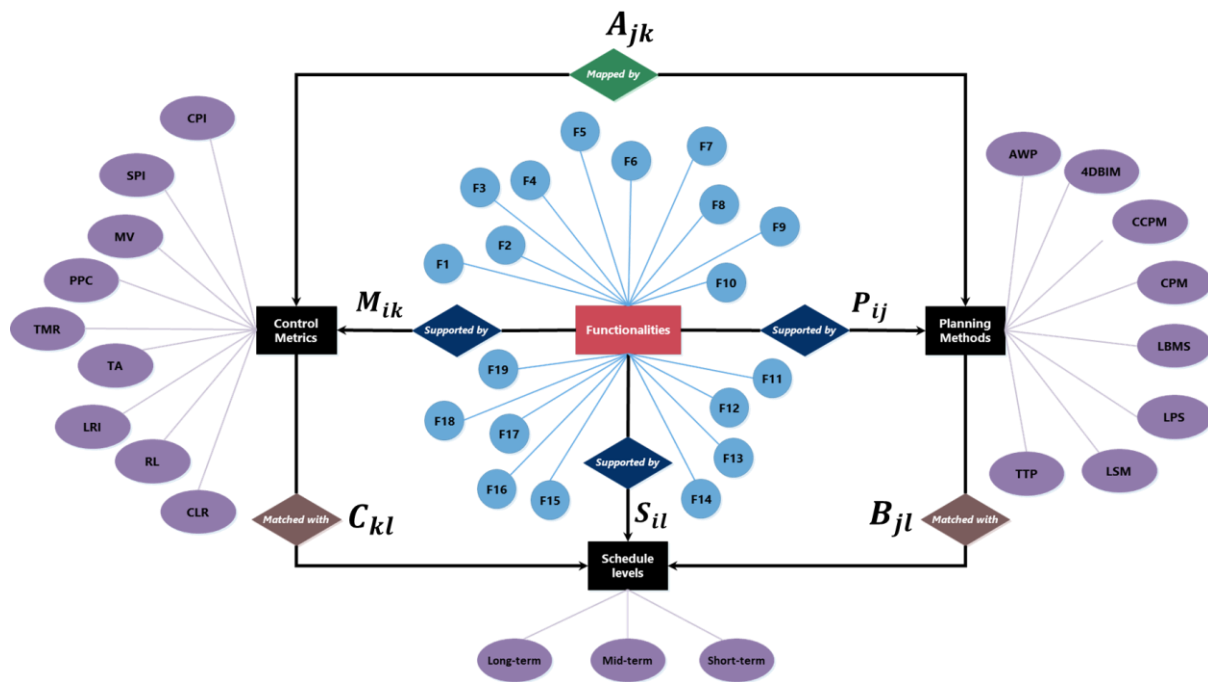 A_jk
Mapped by
CPI
SPI
MV
PPC
TMR
TA
LRI
RL
CLR
Control
Metrics
M_ik
Supported by
F1
F2
F3
F4
F5
F6
F7
F8
F9
F10
Functionalities
F11
F12
F13
F14
F15
F16
F17
F18
F19
P_ij
Supported by
Planning
Methods
AWP
4DBIM
CCPM
CPM
LBMS
LPS
LSM
TTP
Supported by
S_il
Matched with
C_kl
B_jl
Matched with
Schedule
levels
Long-term
Mid-term
Short-term